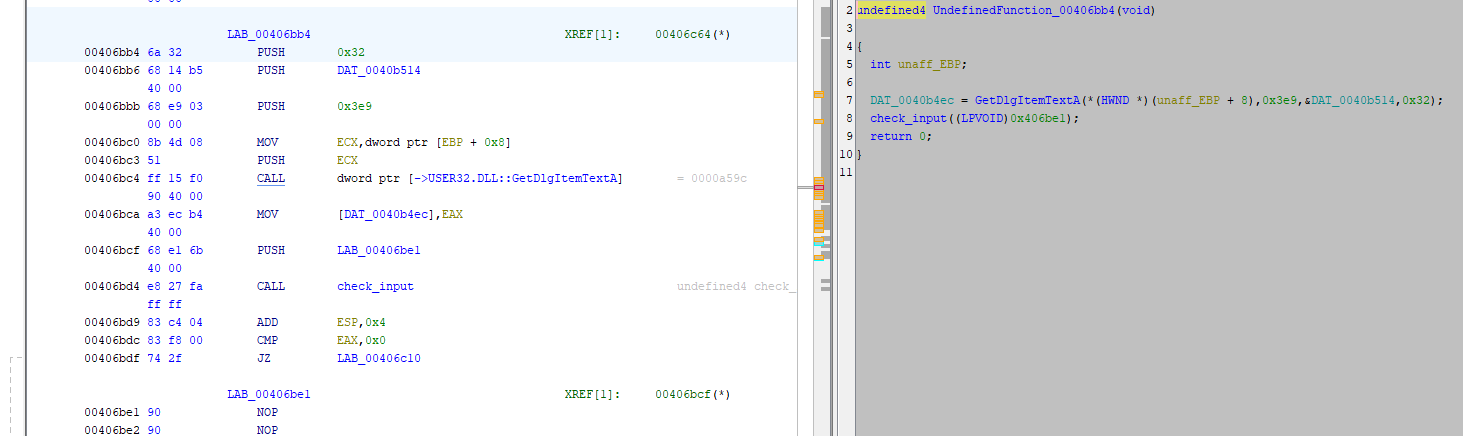 00 00
LAB_00406bb4 XREF[1]: 00406c64(*)
00406bb4 6a 32 PUSH 0x32
00406bb6 68 14 b5 PUSH DAT_0040b514
40 00
00406bbb 68 e9 03 PUSH 0x3e9
00 00
00406bc0 8b 4d 08 MOV ECX,dword ptr [EBP + 0x8]
00406bc3 51 PUSH ECX
00406bc4 ff 15 f0 CALL dword ptr [->USER32.DLL::GetDlgItemTextA] = 0000a59c
90 40 00
00406bca a3 ec b4 MOV [DAT_0040b4ec],EAX
40 00
00406bcf 68 e1 6b PUSH LAB_00406be1
40 00
00406bd4 e8 27 fa CALL check_input undefined4 check_
ff ff
00406bd9 83 c4 04 ADD ESP,0x4
00406bdc 83 f8 00 CMP EAX,0x0
00406bdf 74 2f JZ LAB_00406c10
LAB_00406be1 XREF[1]: 00406bcf(*)
00406be1 90 NOP
00406be2 90 NOP
2 undefined4 UndefinedFunction_00406bb4(void)
3
4 {
5 int unaff_EBP;
6
7 DAT_0040b4ec = GetDlgItemTextA(*(HWND *)(unaff_EBP + 8),0x3e9,&DAT_0040b514,0x32);
8 check_input((LPVOID)0x406be1);
9 return 0;
10 }
11